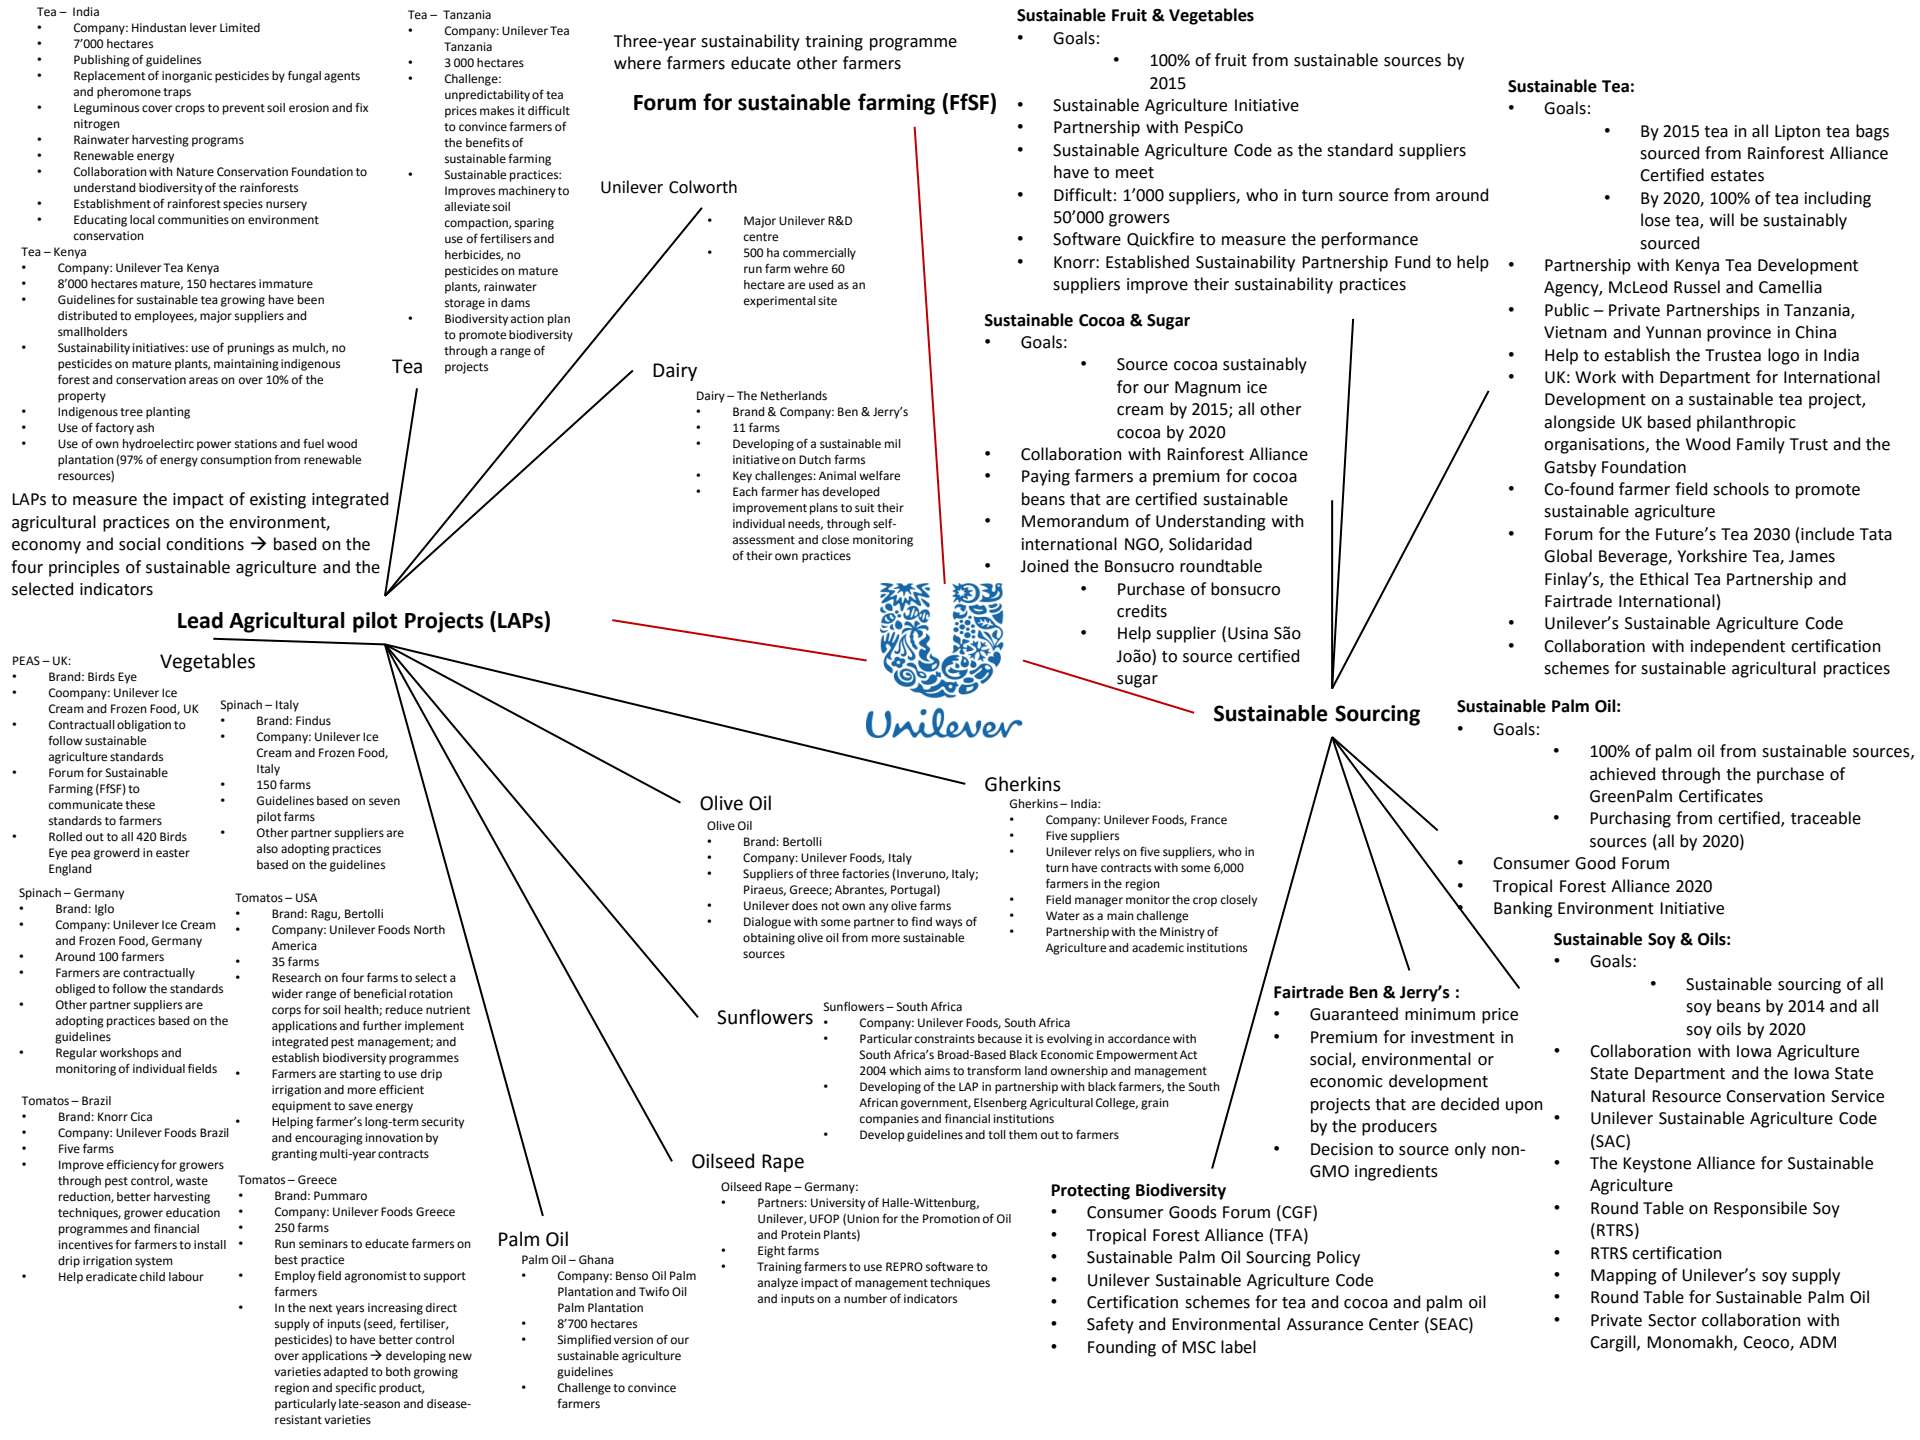 Tea – India
• Company: Hindustan lever Limited
• 7’000 hectares
• Publishing of guidelines
• Replacement of inorganic pesticides by fungal agents
and pheromone traps
• Leguminous cover crops to prevent soil erosion and fix
nitrogen
• Rainwater harvesting programs
• Renewable energy
• Collaboration with Nature Conservation Foundation to
understand biodiversity of the rainforests
• Establishment of rainforest species nursery
• Educating local communities on environment
conservation
Tea – Kenya
• Company: Unilever Tea Kenya
• 8’000 hectares mature, 150 hectares immature
• Guidelines for sustainable tea growing have been
distributed to employees, major suppliers and
smallholders
• Sustainability initiatives: use of prunings as mulch, no
pesticides on mature plants, maintaining indigenous
forest and conservation areas on over 10% of the
property
• Indigenous tree planting
• Use of factory ash
• Use of own hydroelectirc power stations and fuel wood
plantation (97% of energy consumption from renewable
resources)
Tea – Tanzania
• Company: Unilever Tea
Tanzania
• 3 000 hectares
• Challenge:
unpredictability of tea
prices makes it difficult
to convince farmers of
the benefits of
sustainable farming
• Sustainable practices:
Improves machinery to
alleviate soil
compaction, sparing
use of fertilisers and
herbicides, no
pesticides on mature
plants, rainwater
storage in dams
• Biodiversity action plan
to promote biodiversity
through a range of
projects
Tea
Three-year sustainability training programme
where farmers educate other farmers
Forum for sustainable farming (FfSF)
Unilever Colworth
• Major Unilever R&D
centre
• 500 ha commercially
run farm wehre 60
hectare are used as an
experimental site
Dairy
Dairy – The Netherlands
• Brand & Company: Ben & Jerry’s
• 11 farms
• Developing of a sustainable mil
initiative on Dutch farms
• Key challenges: Animal welfare
• Each farmer has developed
improvement plans to suit their
individual needs, through self-
assessment and close monitoring
of their own practices
LAPs to measure the impact of existing integrated
agricultural practices on the environment,
economy and social conditions → based on the
four principles of sustainable agriculture and the
selected indicators
Lead Agricultural pilot Projects (LAPs)
Unilever
Vegetables
PEAS – UK:
• Brand: Birds Eye
• Coompany: Unilever Ice
Cream and Frozen Food, UK
• Contractuall obligation to
follow sustainable
agriculture standards
• Forum for Sustainable
Farming (FfSF) to
communicate these
standards to farmers
• Rolled out to all 420 Birds
Eye pea growerd in easter
England
Spinach – Italy
• Brand: Findus
• Company: Unilever Ice
Cream and Frozen Food,
Italy
• 150 farms
• Guidelines based on seven
pilot farms
• Other partner suppliers are
also adopting practices
based on the guidelines
Spinach – Germany
• Brand: Iglo
• Company: Unilever Ice Cream
and Frozen Food, Germany
• Around 100 farmers
• Farmers are contractually
obliged to follow the standards
• Other partner suppliers are
adopting practices based on the
guidelines
• Regular workshops and
monitoring of individual fields
Tomatos – USA
• Brand: Ragu, Bertolli
• Company: Unilever Foods North
America
• 35 farms
• Research on four farms to select a
wider range of beneficial rotation
corps for soil health; reduce nutrient
applications and further implement
integrated pest management; and
establish biodiversity programmes
• Farmers are starting to use drip
irrigation and more efficient
equipment to save energy
• Helping farmer’s long-term security
and encouraging innovation by
granting multi-year contracts
Tomatos – Brazil
• Brand: Knorr Cica
• Company: Unilever Foods Brazil
• Five farms
• Improve efficiency for growers
through pest control, waste
reduction, better harvesting
techniques, grower education
programmes and financial
incentives for farmers to install
drip irrigation system
• Help eradicate child labour
Tomatos – Greece
• Brand: Pummaro
• Company: Unilever Foods Greece
• 250 farms
• Run seminars to educate farmers on
best practice
• Employ field agronomist to support
farmers
• In the next years increasing direct
supply of inputs (seed, fertiliser,
pesticides) to have better control
over applications → developing new
varieties adapted to both growing
region and specific product,
particularly late-season and disease-
resistant varieties
Palm Oil
Palm Oil – Ghana
• Company: Benso Oil Palm
Plantation and Twifo Oil
Palm Plantation
• 8’700 hectares
• Simplified version of our
sustainable agriculture
guidelines
• Challenge to convince
farmers
Olive Oil
Olive Oil
• Brand: Bertolli
• Company: Unilever Foods, Italy
• Suppliers of three factories (Inveruno, Italy;
Piraeus, Greece; Abrantes, Portugal)
• Unilever does not own any olive farms
• Dialogue with some partner to find ways of
obtaining olive oil from more sustainable
sources
Gherkins
Gherkins – India:
• Company: Unilever Foods, France
• Five suppliers
• Unilever relies on five suppliers, who in
turn have contracts with some 6,000
farmers in the region
• Field manager monitor the crop closely
• Water as a main challenge
• Partnership with the Ministry of
Agriculture and academic institutions
Sunflowers
Sunflowers – South Africa
• Company: Unilever Foods, South Africa
• Particular constraints because it is evolving in accordance with
South Africa’s Broad-Based Black Economic Empowerment Act
2004 which aims to transform land ownership and management
• Developing of the LAP in partnership with black farmers, the South
African government, Elsenberg Agricultural College, grain
companies and financial institutions
• Develop guidelines and toll them out to farmers
Oilseed Rape
Oilseed Rape – Germany:
• Partners: University of Halle-Wittenburg,
Unilever, UFOP (Union for the Promotion of Oil
and Protein Plants)
• Eight farms
• Training farmers to use REPRO software to
analyze impact of management techniques
and inputs on a number of indicators
Sustainable Fruit & Vegetables
• Goals:
• 100% of fruit from sustainable sources by
2015
• Sustainable Agriculture Initiative
• Partnership with PespiCo
• Sustainable Agriculture Code as the standard suppliers
have to meet
• Difficult: 1’000 suppliers, who in turn source from around
50’000 growers
• Software Quickfire to measure the performance
• Knorr: Established Sustainability Partnership Fund to help
suppliers improve their sustainability practices
Sustainable Cocoa & Sugar
• Goals:
• Source cocoa sustainably
for our Magnum ice
cream by 2015; all other
cocoa by 2020
• Collaboration with Rainforest Alliance
• Paying farmers a premium for cocoa
beans that are certified sustainable
• Memorandum of Understanding with
international NGO, Solidaridad
• Joined the Bonsucro roundtable
• Purchase of bonsucro
credits
• Help supplier (Usina São
João) to source certified
sugar
Sustainable Tea:
• Goals:
• By 2015 tea in all Lipton tea bags
sourced from Rainforest Alliance
Certified estates
• By 2020, 100% of tea including
lose tea, will be sustainably
sourced
• Partnership with Kenya Tea Development
Agency, McLeod Russel and Camellia
• Public – Private Partnerships in Tanzania,
Vietnam and Yunnan province in China
• Help to establish the Trustea logo in India
• UK: Work with Department for International
Development on a sustainable tea project,
alongside UK based philanthropic
organisations, the Wood Family Trust and the
Gatsby Foundation
• Co-found farmer field schools to promote
sustainable agriculture
• Forum for the Future’s Tea 2030 (include Tata
Global Beverage, Yorkshire Tea, James
Finlay’s, the Ethical Tea Partnership and
Fairtrade International)
• Unilever’s Sustainable Agriculture Code
• Collaboration with independent certification
schemes for sustainable agricultural practices
Sustainable Sourcing
Sustainable Palm Oil:
• Goals:
• 100% of palm oil from sustainable sources,
achieved through the purchase of
GreenPalm Certificates
• Purchasing from certified, traceable
sources (all by 2020)
• Consumer Good Forum
• Tropical Forest Alliance 2020
• Banking Environment Initiative
Sustainable Soy & Oils:
• Goals:
• Sustainable sourcing of all
soy beans by 2014 and all
soy oils by 2020
• Collaboration with Iowa Agriculture
State Department and the Iowa State
Natural Resource Conservation Service
• Unilever Sustainable Agriculture Code
(SAC)
• The Keystone Alliance for Sustainable
Agriculture
• Round Table on Responsibile Soy
(RTRS)
• RTRS certification
• Mapping of Unilever’s soy supply
• Round Table for Sustainable Palm Oil
• Private Sector collaboration with
Cargill, Monomakh, Ceoco, ADM
Fairtrade Ben & Jerry’s :
• Guaranteed minimum price
• Premium for investment in
social, environmental or
economic development
projects that are decided upon
by the producers
• Decision to source only non-
GMO ingredients
Protecting Biodiversity
• Consumer Goods Forum (CGF)
• Tropical Forest Alliance (TFA)
• Sustainable Palm Oil Sourcing Policy
• Unilever Sustainable Agriculture Code
• Certification schemes for tea and cocoa and palm oil
• Safety and Environmental Assurance Center (SEAC)
• Founding of MSC label